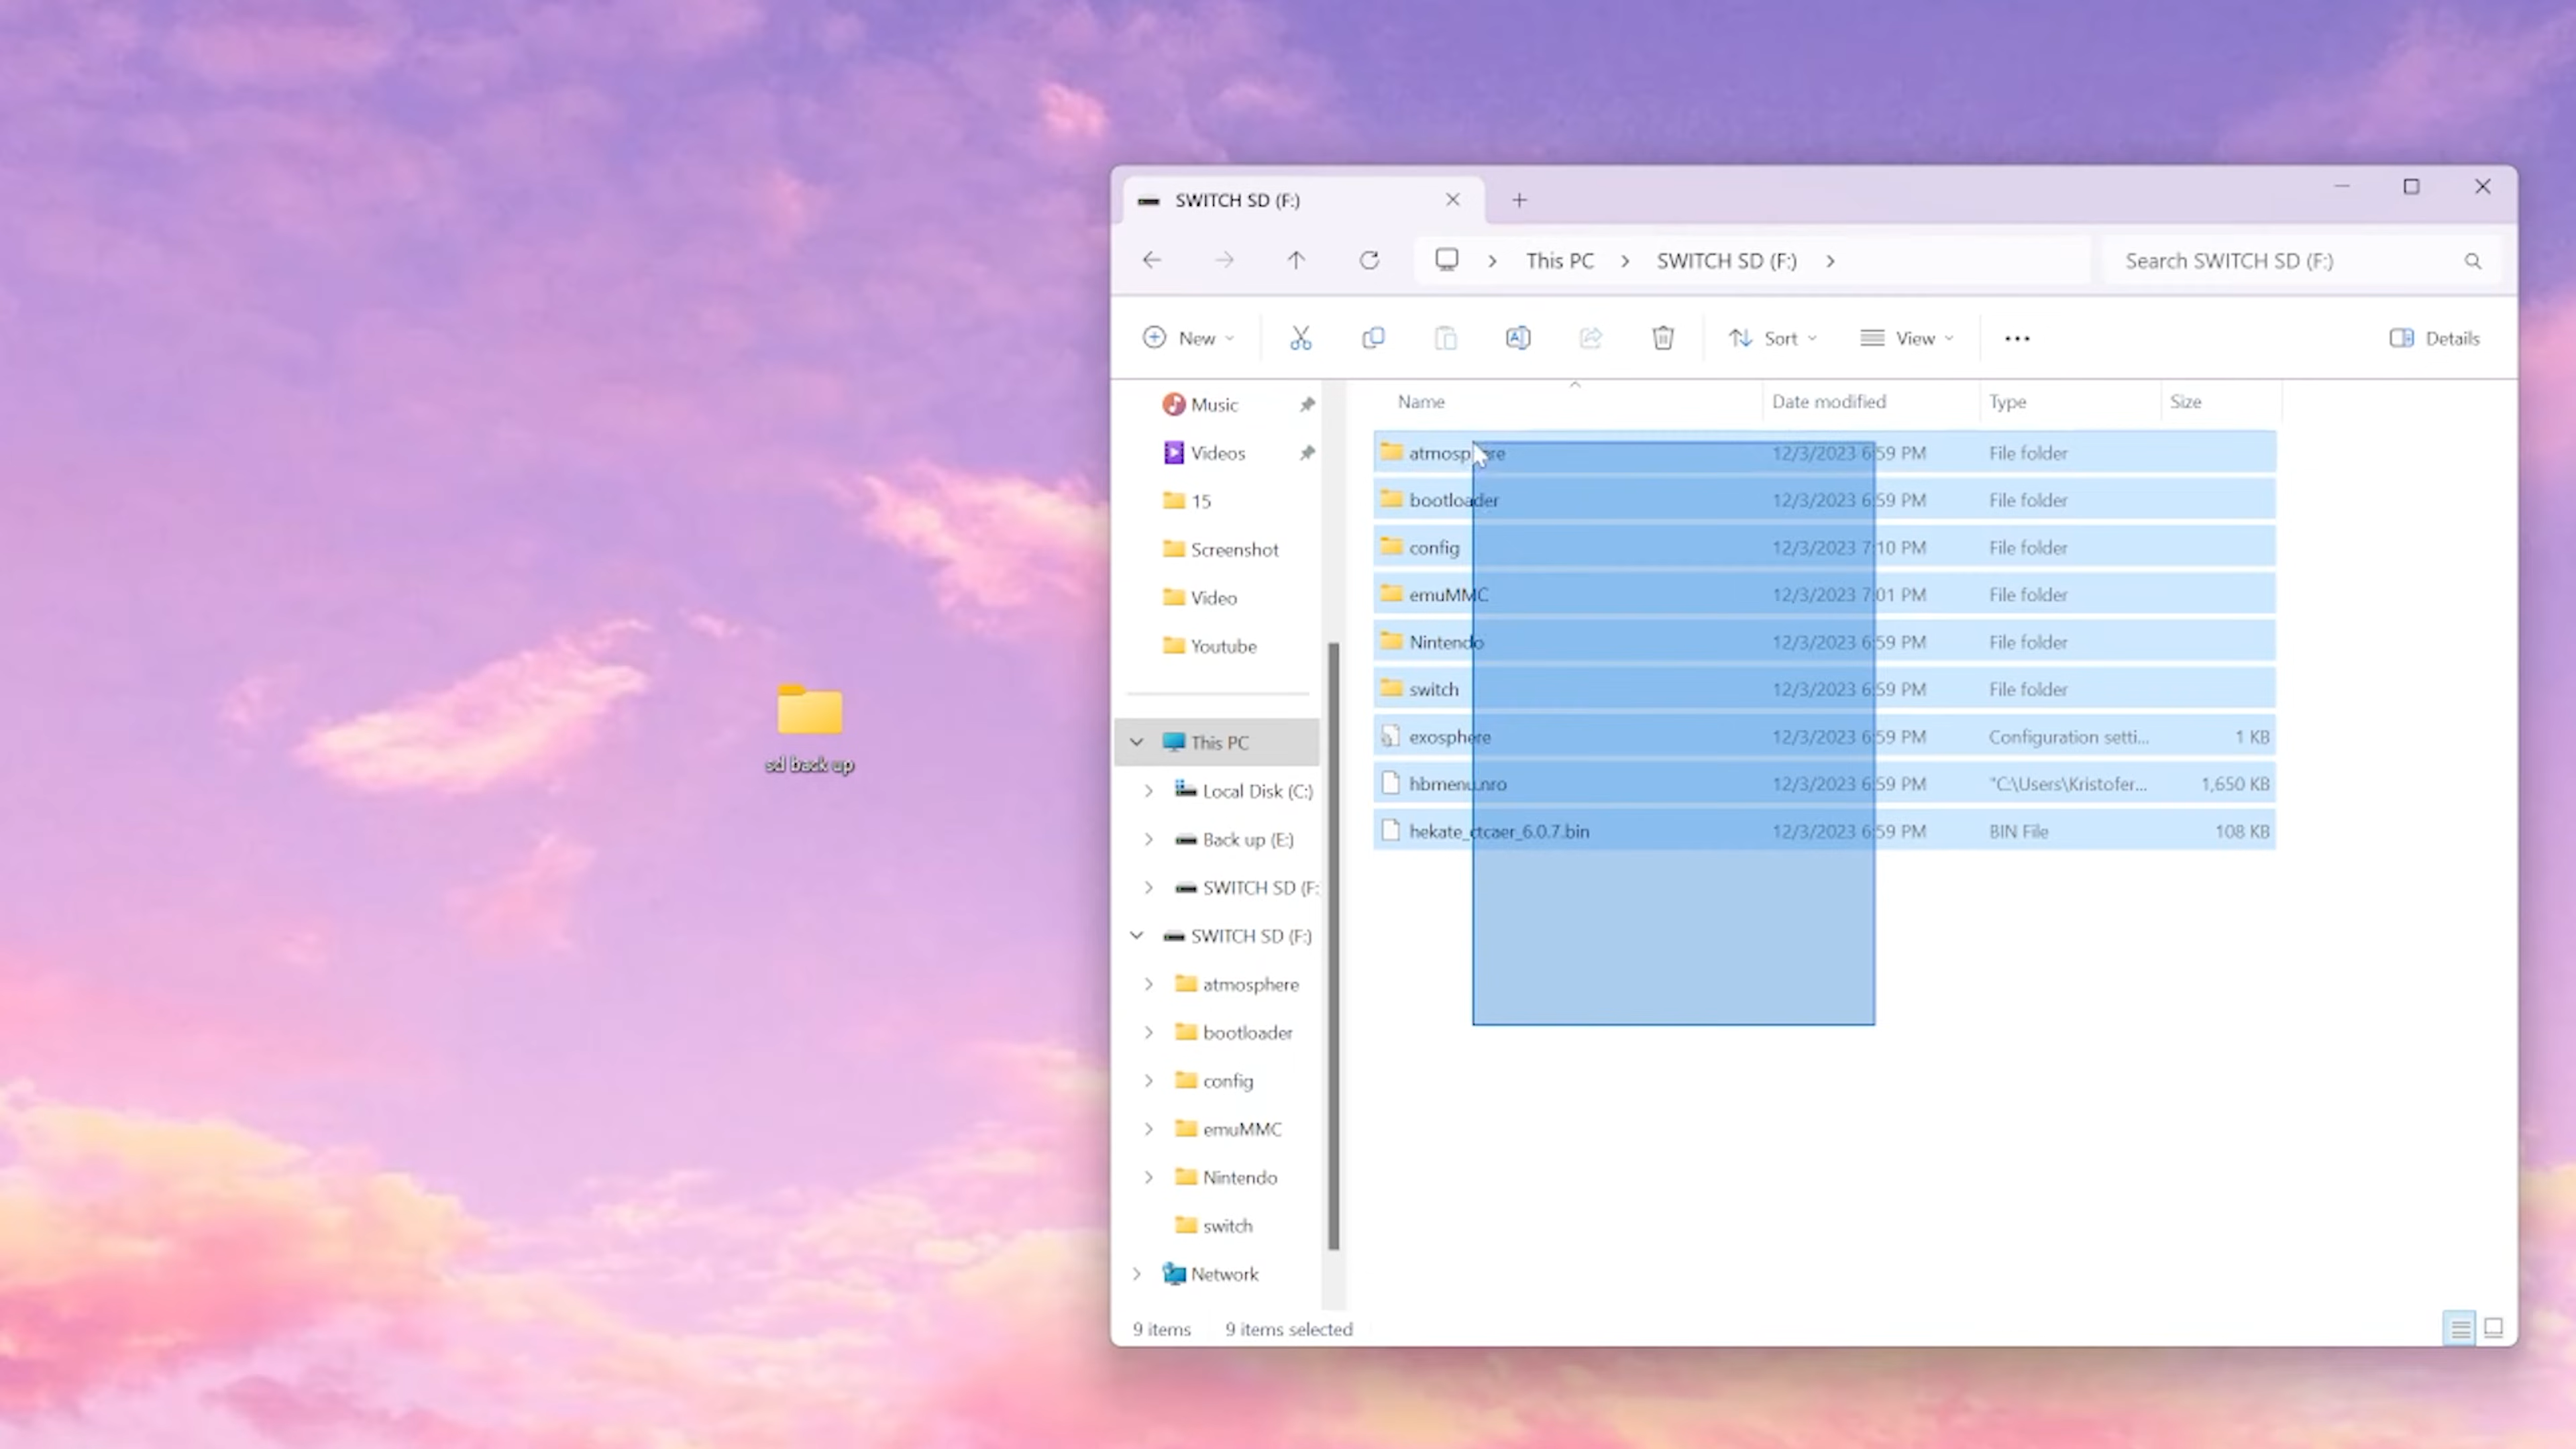 SWITCH SD (F:)
This PC
SWITCH SD (F:)
Search SWITCH SD (F:)
New
Sort
View
Details
Music
Videos
15
Screenshot
Video
Youtube
This PC
Local Disk (C:)
Back up (E:)
SWITCH SD (F:
SWITCH SD (F:)
atmosphere
bootloader
config
emuMMC
Nintendo
switch
Network
Name Date modified Type Size
atmosphere 12/3/2023 6:59 PM File folder
bootloader 12/3/2023 6:59 PM File folder
config 12/3/2023 7:10 PM File folder
emuMMC 12/3/2023 7:01 PM File folder
Nintendo 12/3/2023 6:59 PM File folder
switch 12/3/2023 6:59 PM File folder
exosphere 12/3/2023 6:59 PM Configuration setti... 1 KB
hbmenu.nro 12/3/2023 6:59 PM "C:\Users\Kristofer... 1,650 KB
hekate_ctcaer_6.0.7.bin 12/3/2023 6:59 PM BIN File 108 KB
9 items 9 items selected
sd back up